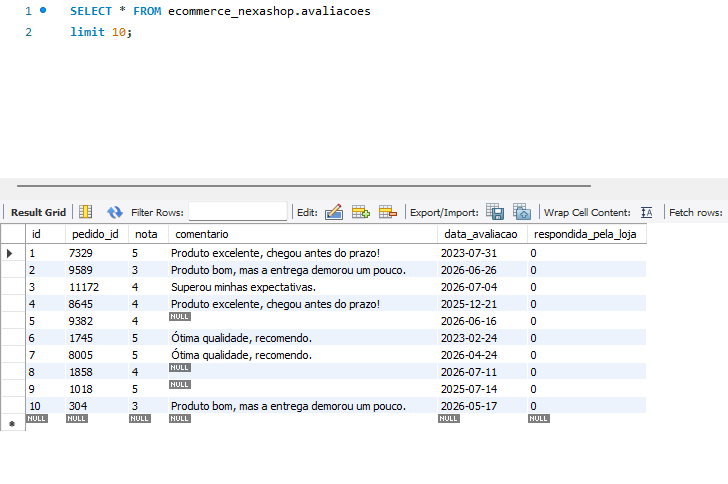 1 SELECT * FROM ecommerce_nexashop.avaliacoes
2 limit 10;
Result Grid Filter Rows: Edit: Export/Import: Wrap Cell Content: Fetch rows:
id pedido_id nota comentario data_avaliacao respondida_pela_loja
1 7329 5 Produto excelente, chegou antes do prazo! 2023-07-31 0
2 9589 3 Produto bom, mas a entrega demorou um pouco. 2026-06-26 0
3 11172 4 Superou minhas expectativas. 2026-07-04 0
4 8645 4 Produto excelente, chegou antes do prazo! 2025-12-21 0
5 9382 4 NULL 2026-06-16 0
6 1745 5 Ótima qualidade, recomendo. 2023-02-24 0
7 8005 5 Ótima qualidade, recomendo. 2026-04-24 0
8 1858 4 NULL 2026-07-11 0
9 1018 5 NULL 2025-07-14 0
10 304 3 Produto bom, mas a entrega demorou um pouco. 2026-05-17 0
NULL NULL NULL NULL NULL NULL